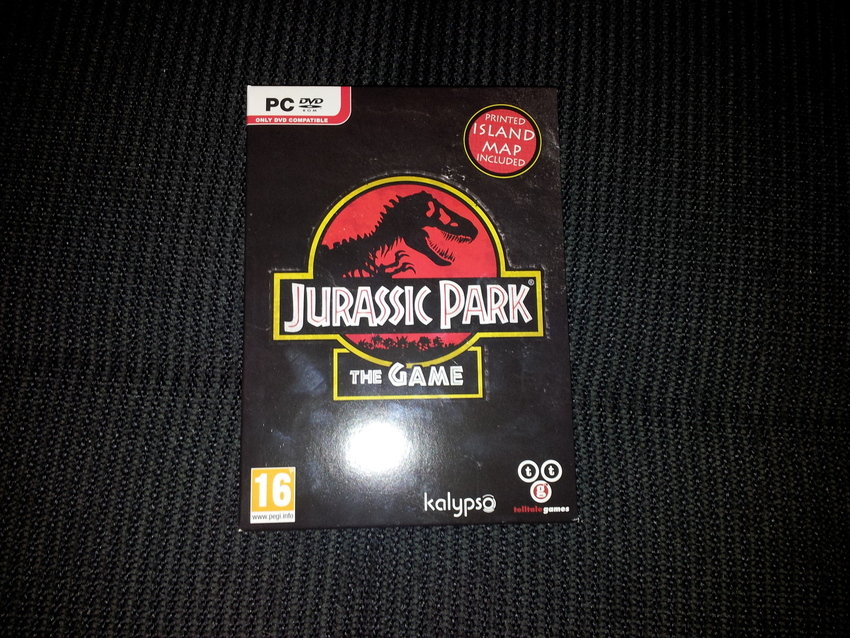 PC DVD
ROM
ONLY DVD COMPATIBLE
PRINTED
ISLAND
MAP
INCLUDED
JURASSIC PARK®
THE GAME
16
www.pegi.info
kalypso
t t
g
telltalegames